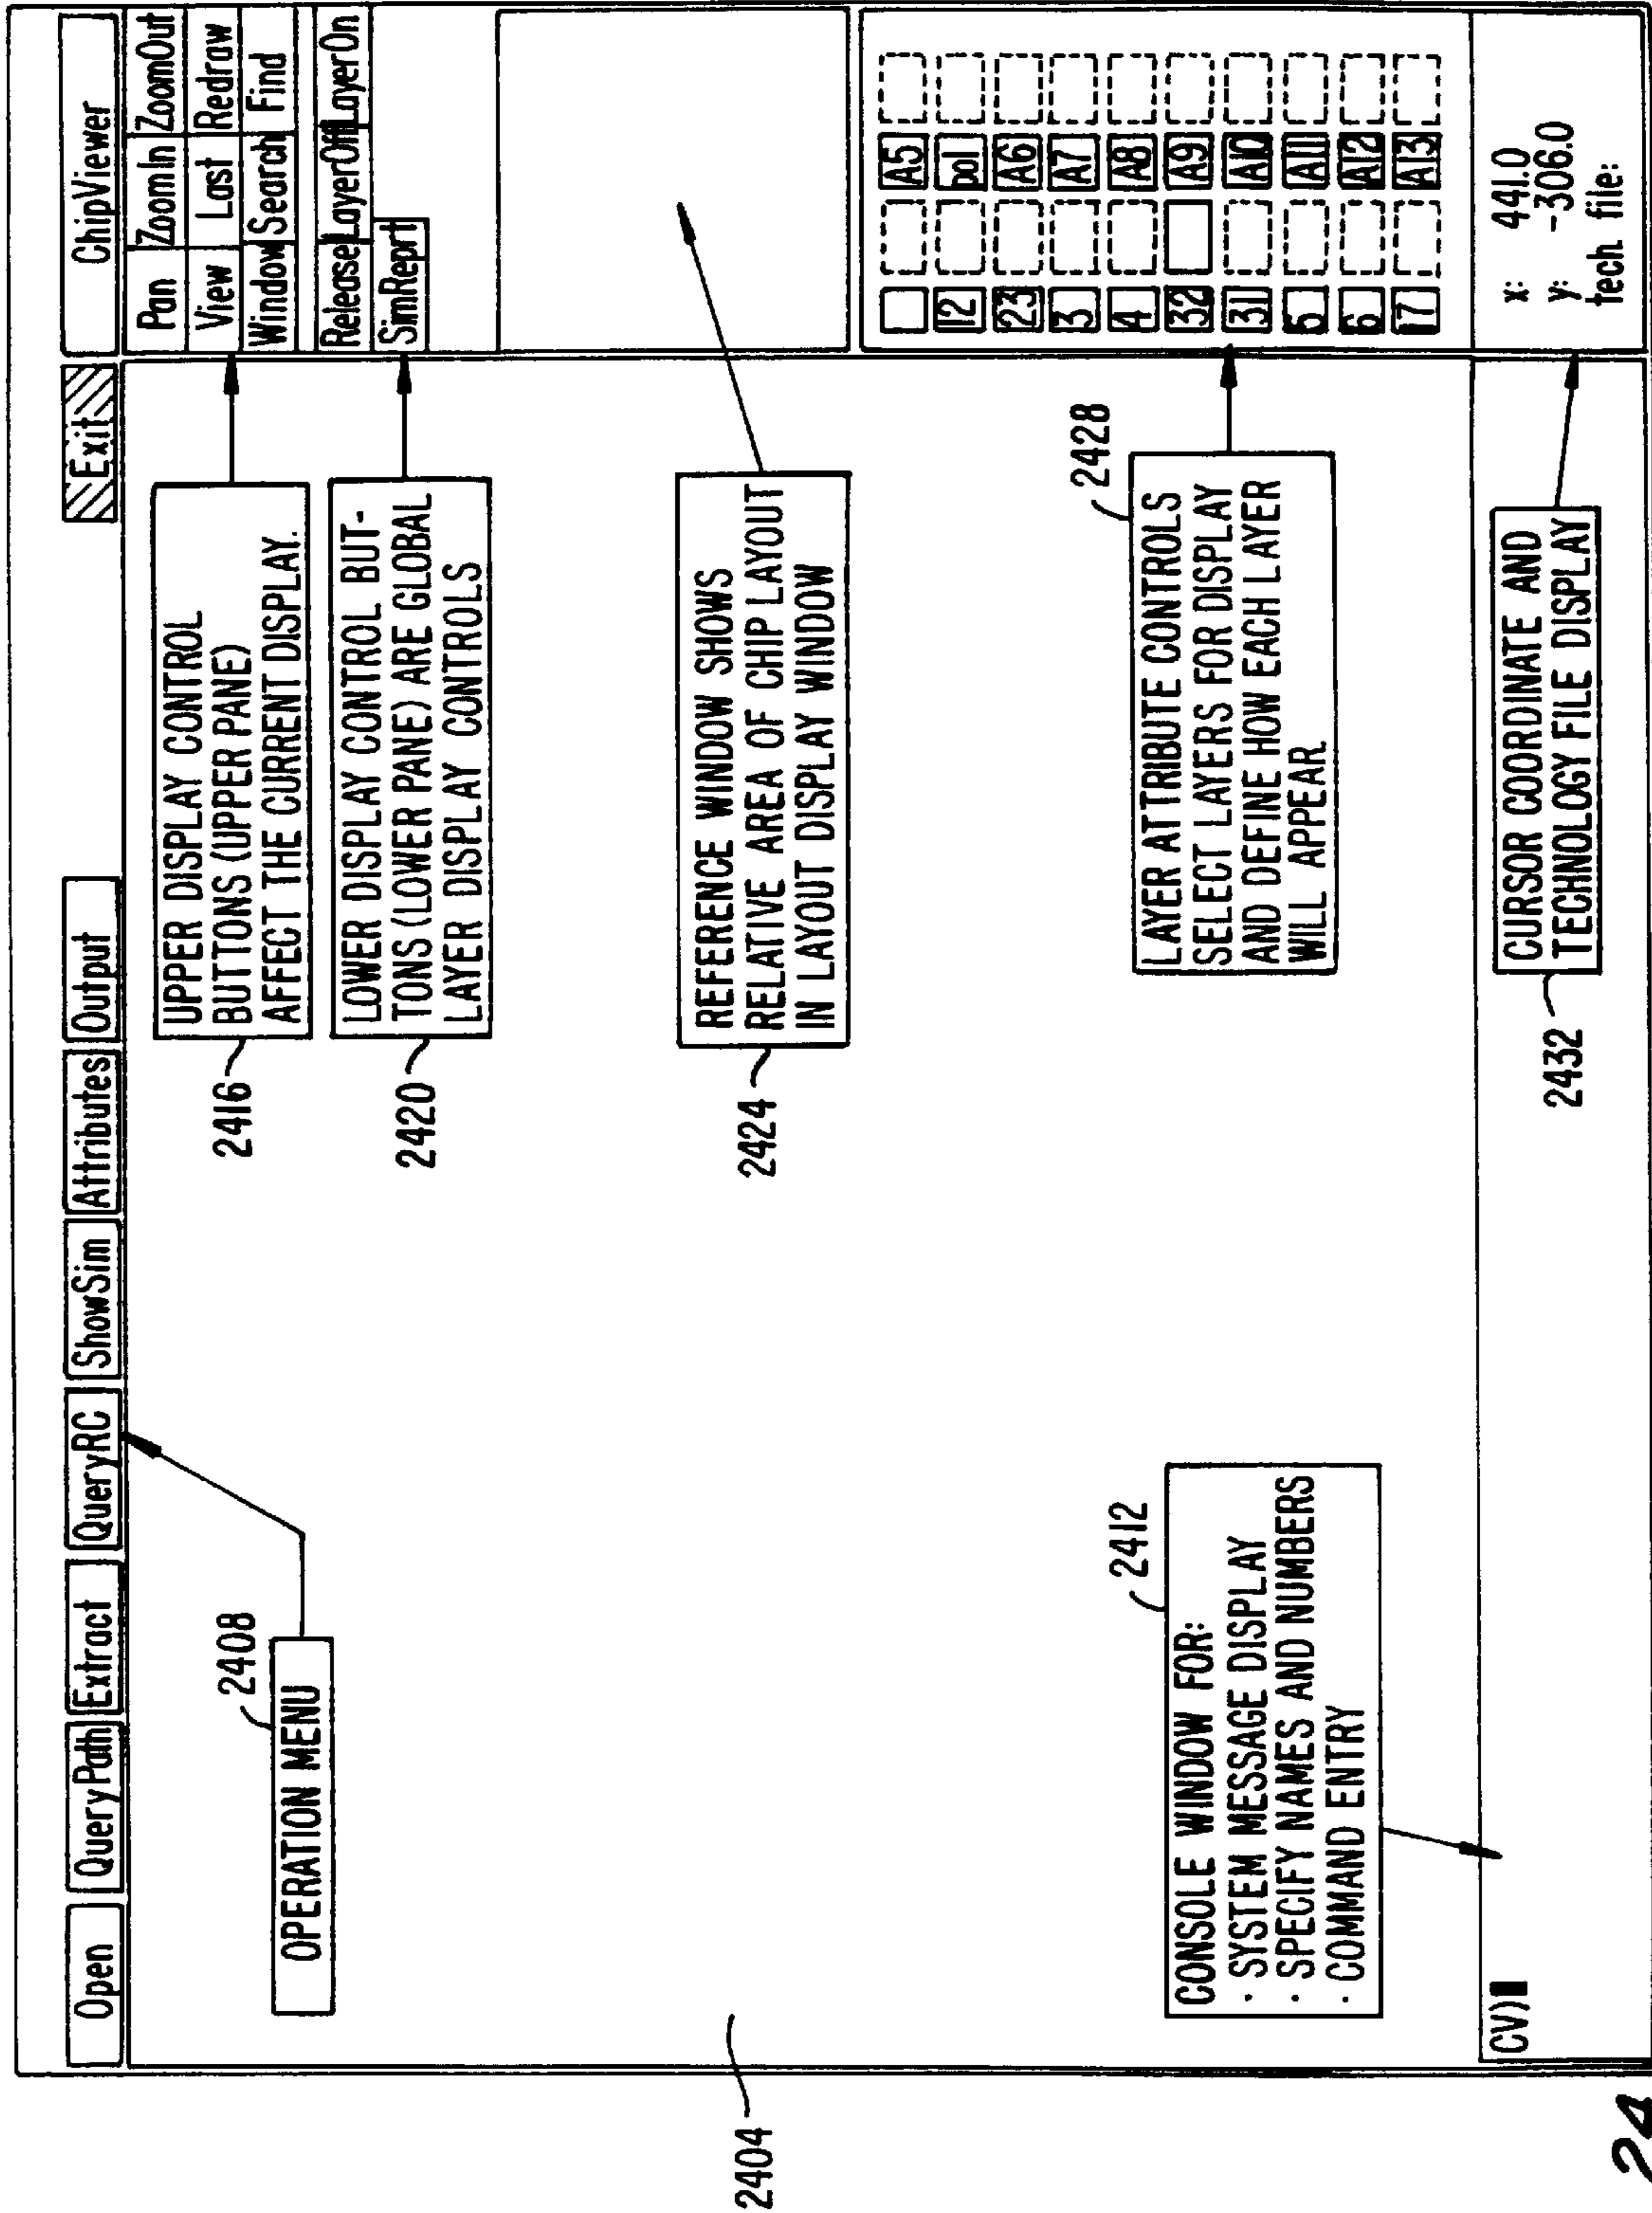 Open QueryPath Extract QueryRC ShowSim Attributes Output Exit
ChipViewer
Pan ZoomIn ZoomOut
View Last Redraw
Window Search Find
Release LayerOff LayerOn
SimReprt
2408
OPERATION MENU
2416
UPPER DISPLAY CONTROL
BUTTONS (UPPER PANE)
AFFECT THE CURRENT DISPLAY.
2420
LOWER DISPLAY CONTROL BUT-
TONS (LOWER PANE) ARE GLOBAL
LAYER DISPLAY CONTROLS
2404
2424
REFERENCE WINDOW SHOWS
RELATIVE AREA OF CHIP LAYOUT
IN LAYOUT DISPLAY WINDOW
A5
12 pol
23 A6
3 A7
4 A8
32 A9
31 A10
5 A11
6 A12
17 A13
2412
CONSOLE WINDOW FOR:
· SYSTEM MESSAGE DISPLAY
· SPECIFY NAMES AND NUMBERS
· COMMAND ENTRY
2428
LAYER ATTRIBUTE CONTROLS
SELECT LAYERS FOR DISPLAY
AND DEFINE HOW EACH LAYER
WILL APPEAR.
CV)
2432
CURSOR COORDINATE AND
TECHNOLOGY FILE DISPLAY
x: 441.0
y: -306.0
tech file:
24